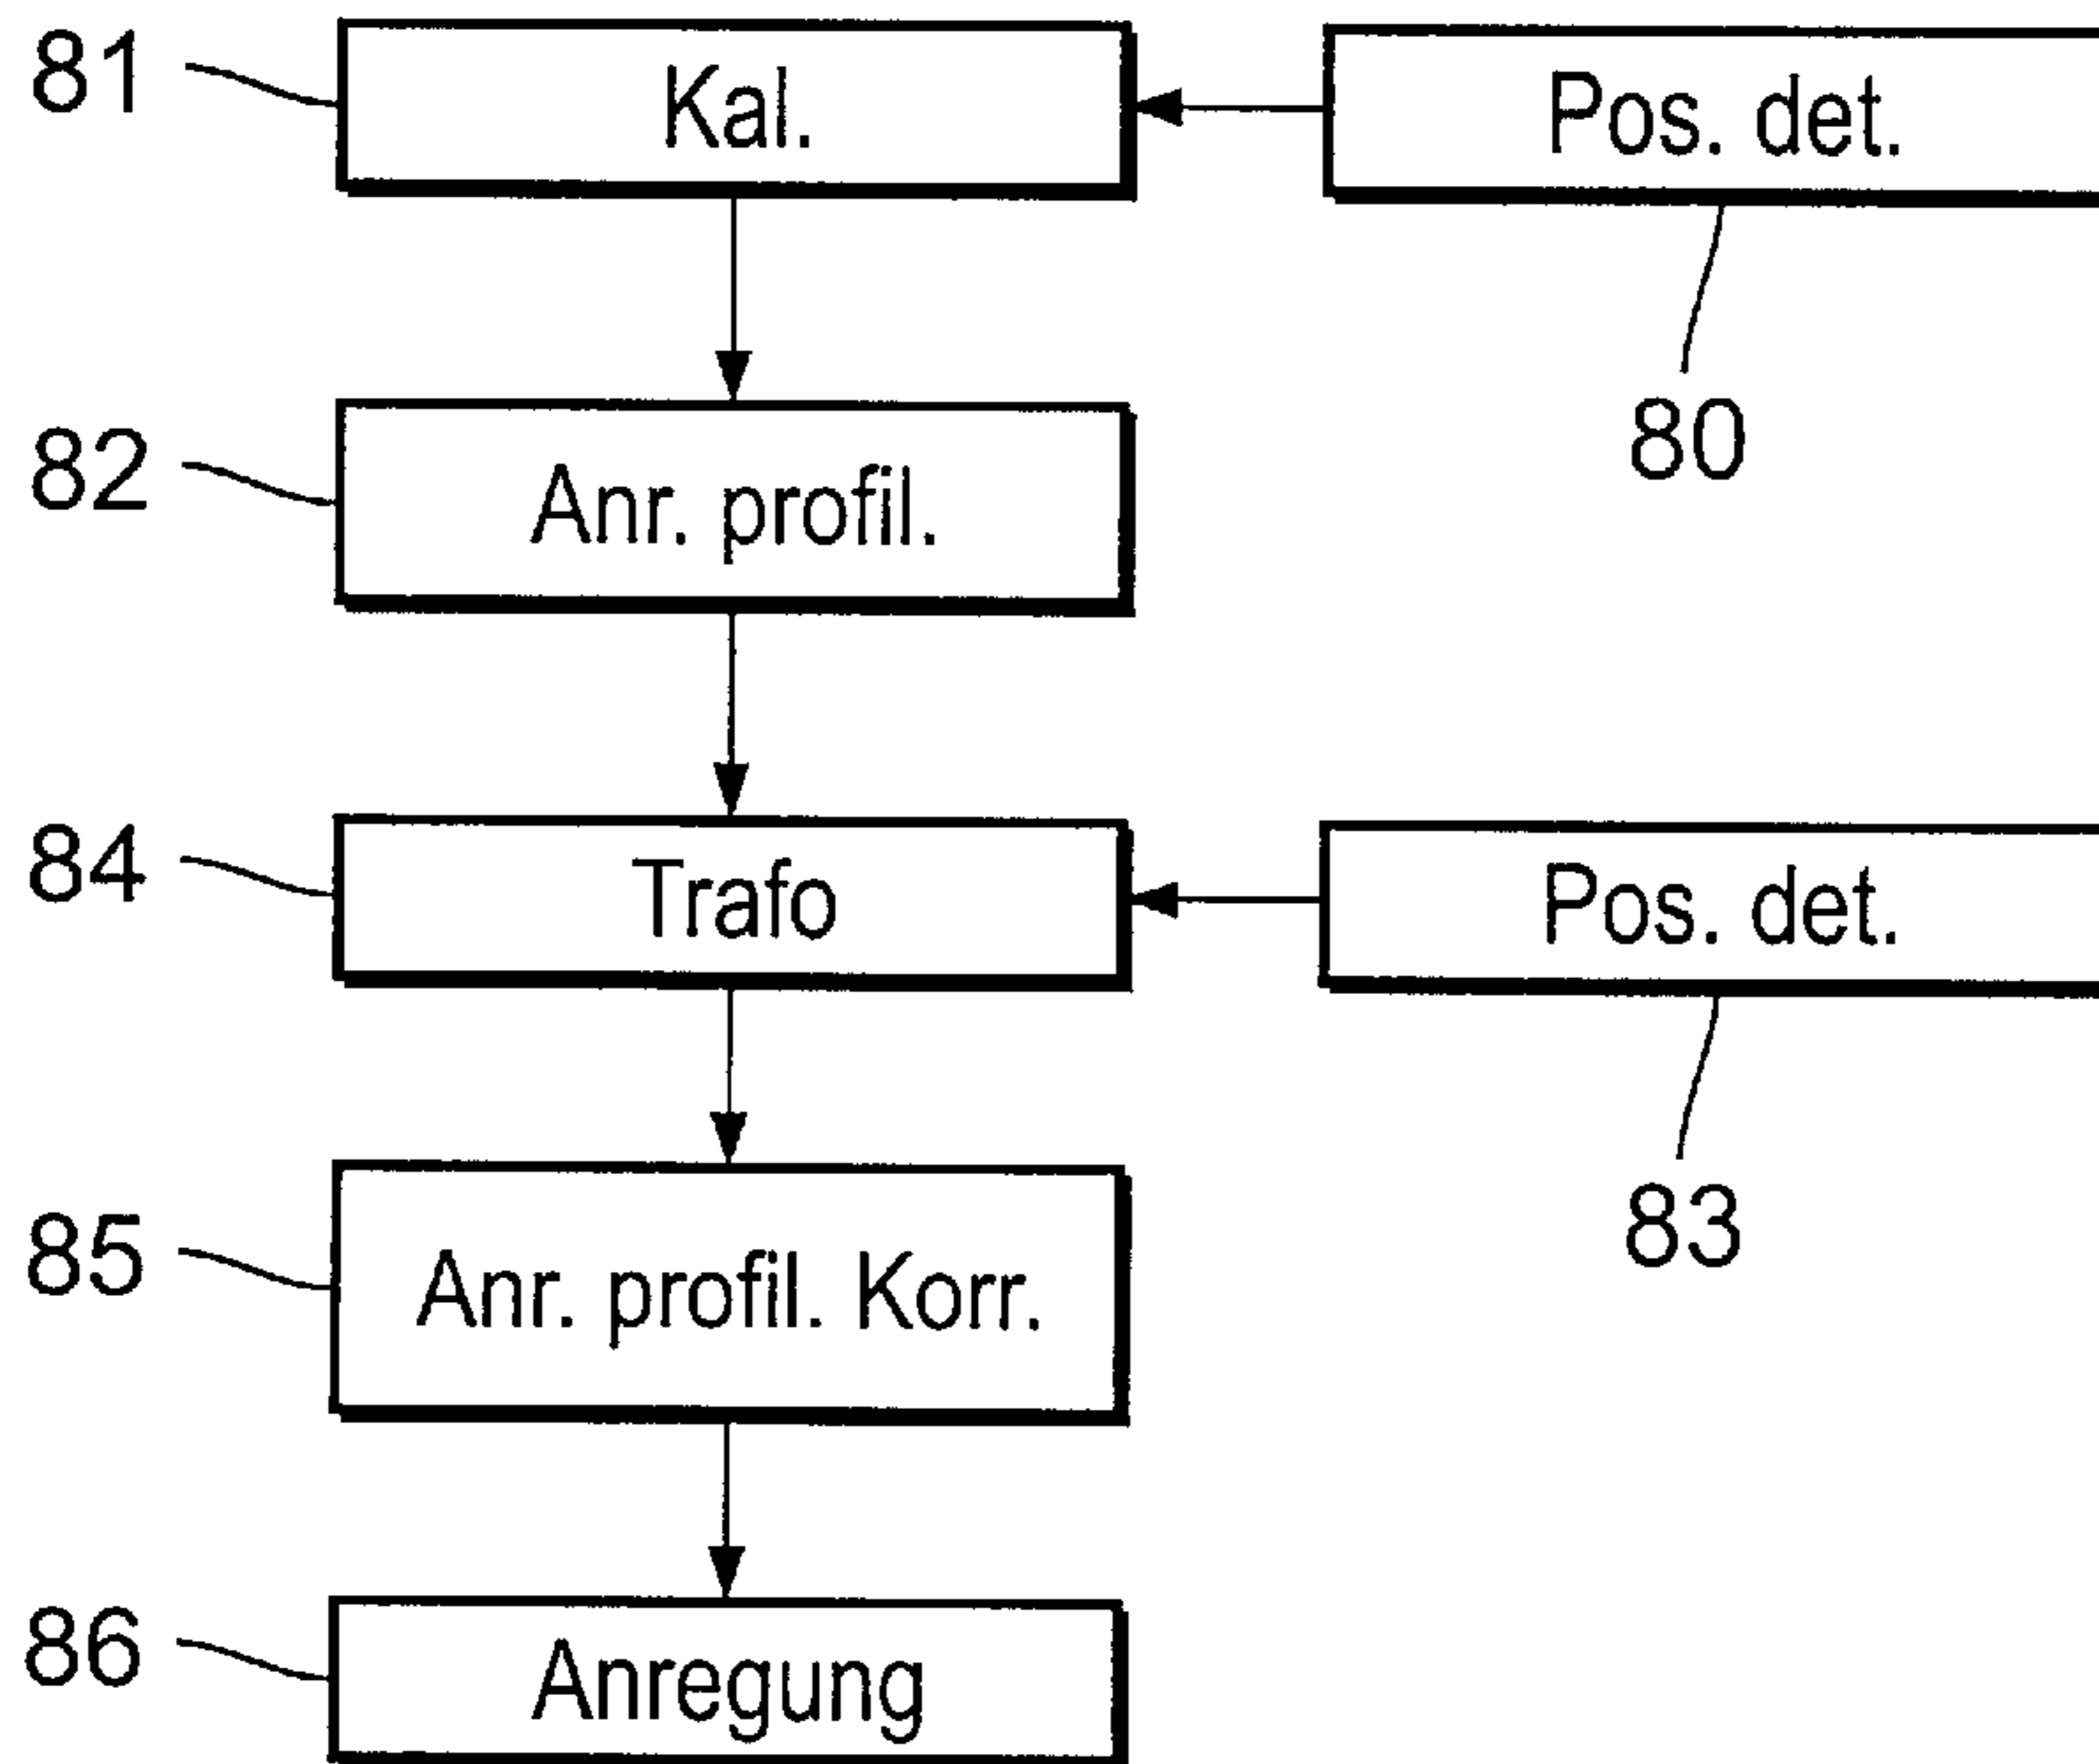 81
Kal.
Pos. det.
80
82
Anr. profil.
84
Trafo
Pos. det.
83
85
Anr. profil. Korr.
86
Anregung